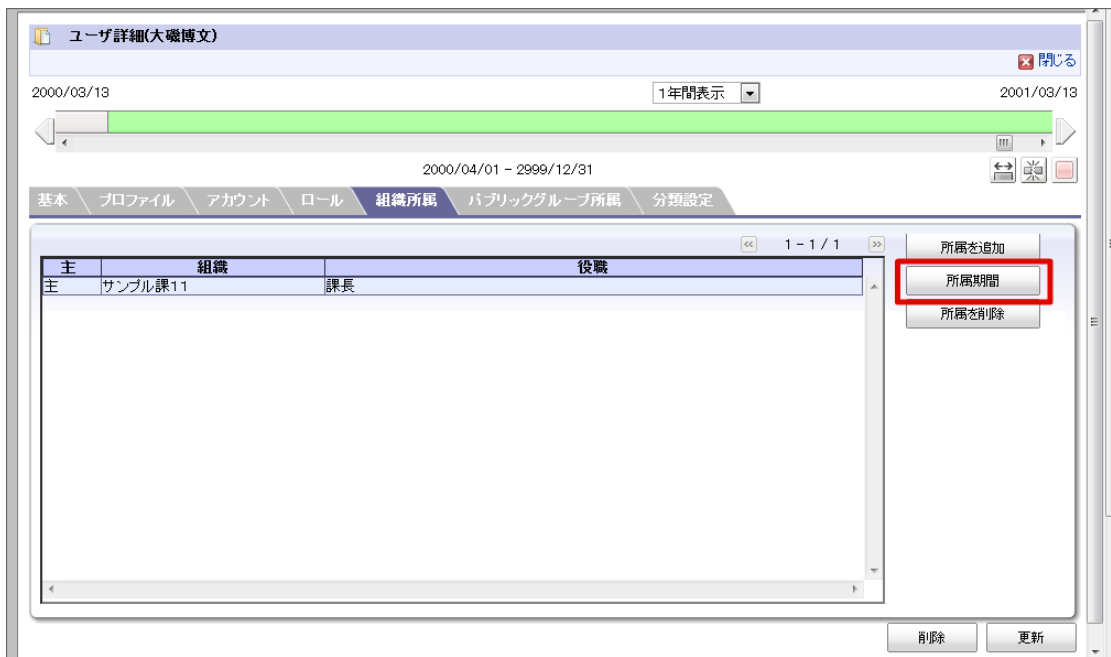 ユーザ詳細(大磯博文)
閉じる
2000/03/13 1年間表示 2001/03/13
2000/04/01 - 2999/12/31
基本 プロファイル アカウント ロール 組織所属 パブリックグループ所属 分類設定
1 - 1 / 1 所属を追加
主 組織 役職
主 サンプル課11 課長
所属期間
所属を削除
削除 更新